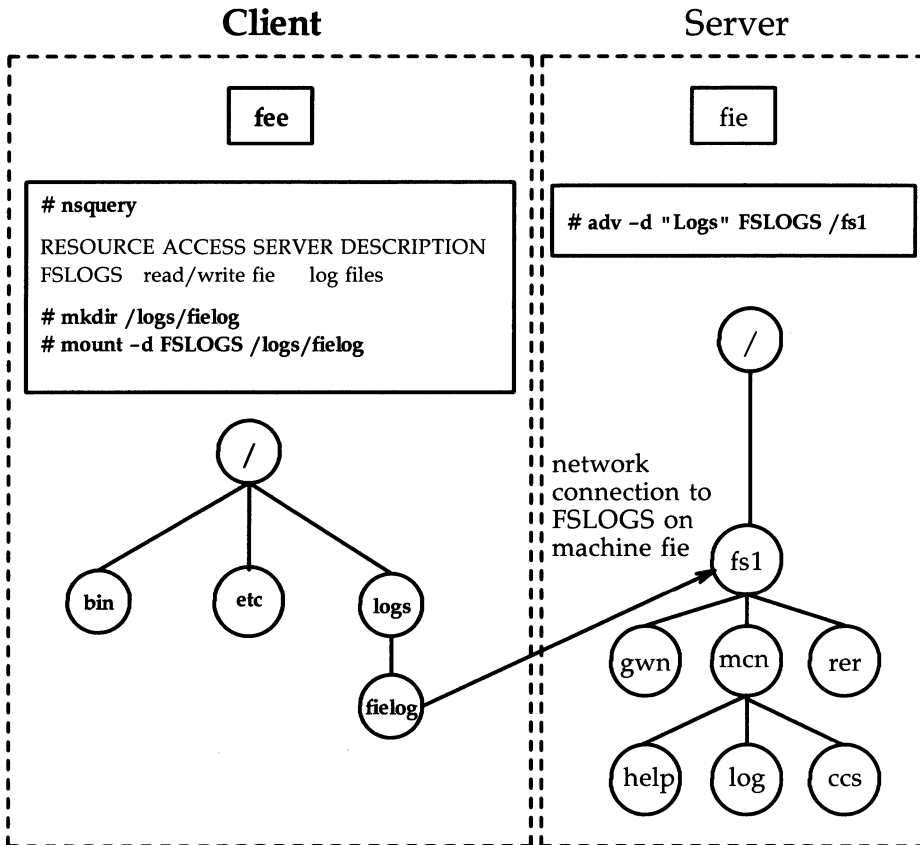 Client
Server
fee
fie
# nsquery
RESOURCE ACCESS SERVER DESCRIPTION
FSLOGS read/write fie log files
# mkdir /logs/fielog
# mount –d FSLOGS /logs/fielog
# adv –d "Logs" FSLOGS /fs1
/
bin
etc
logs
fielog
/
network
connection to
FSLOGS on
machine fie
fs1
gwn
mcn
rer
help
log
ccs